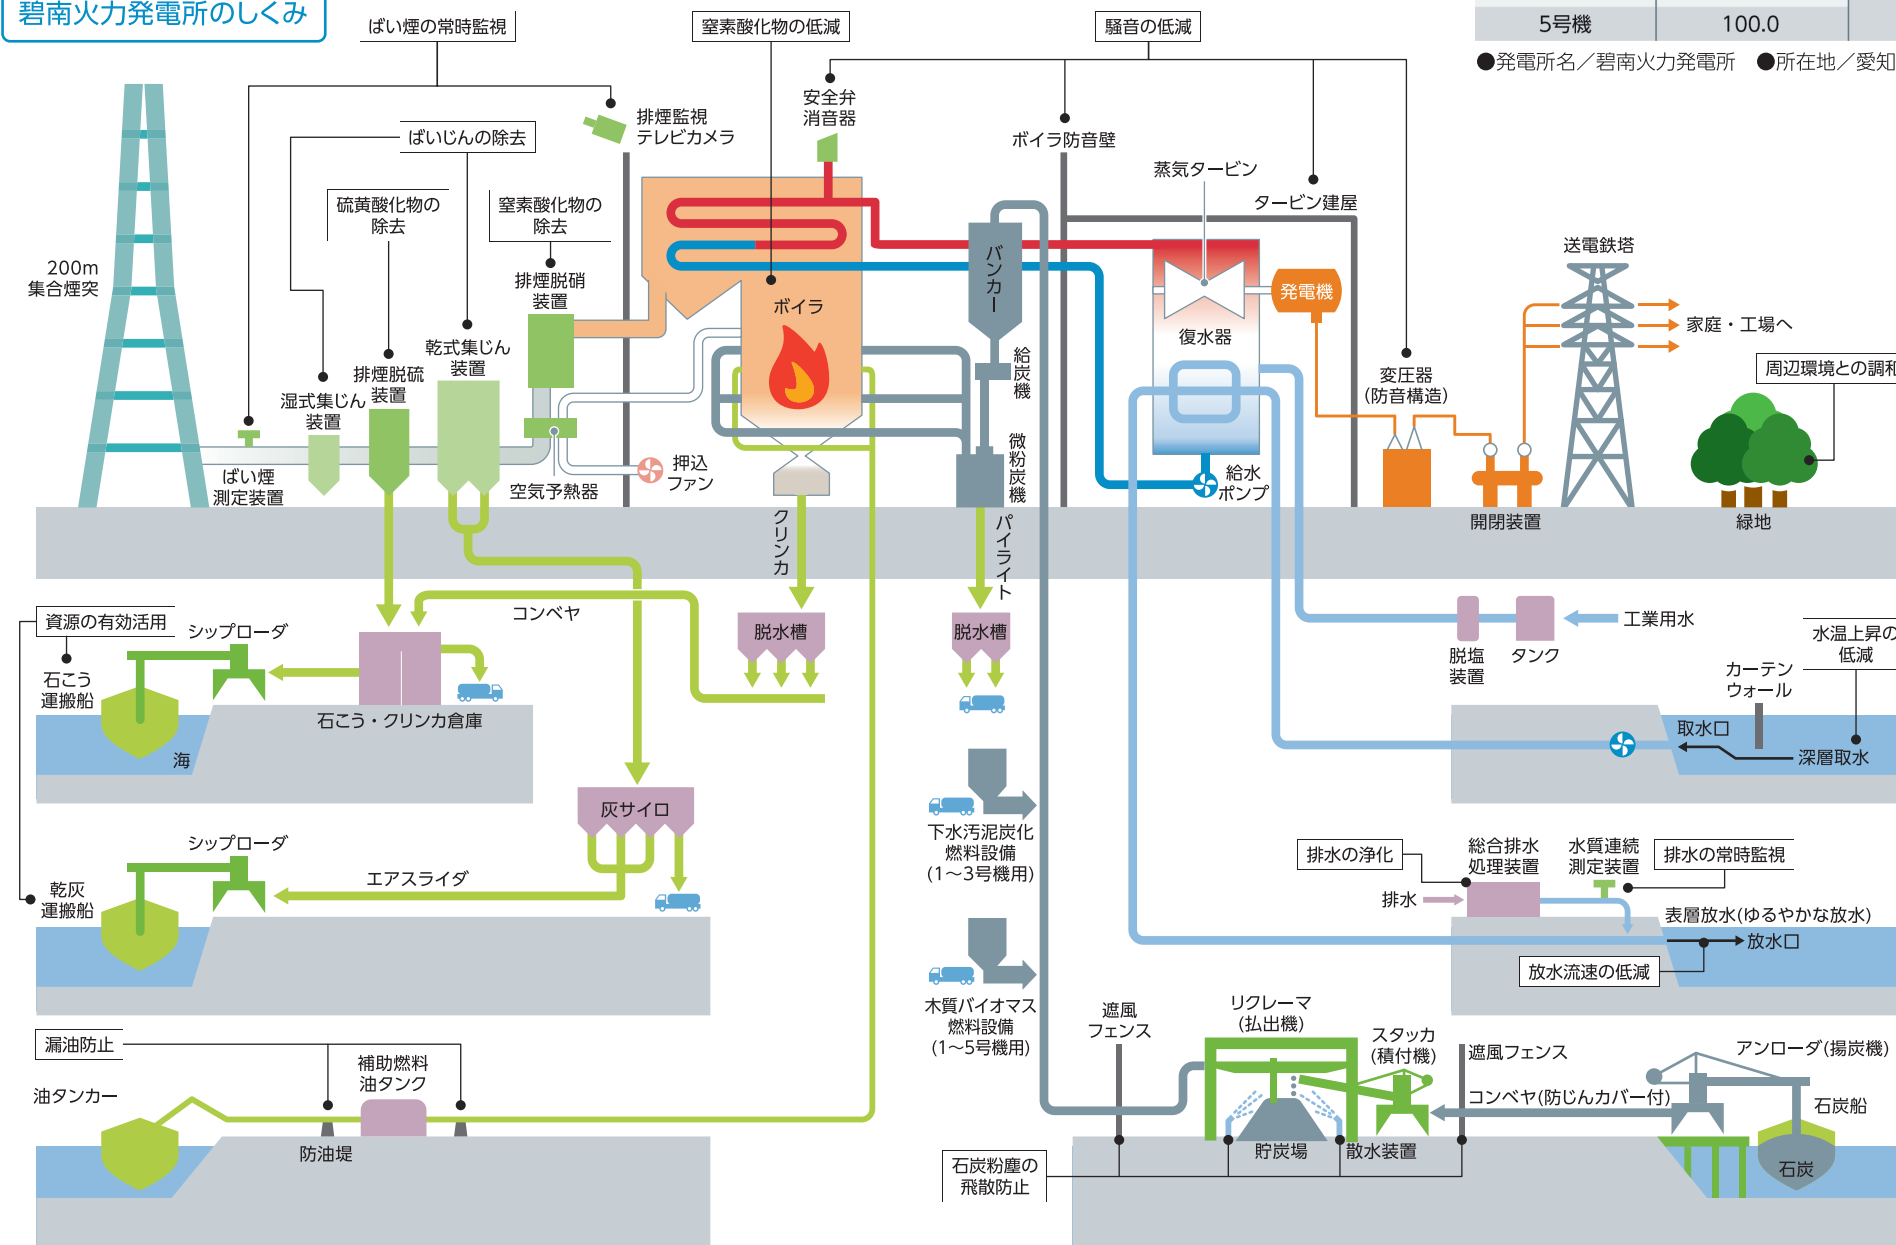 碧南火力発電所のしくみ
5号機
100.0
●発電所名／碧南火力発電所　●所在地／愛知
ばい煙の常時監視
窒素酸化物の低減
騒音の低減
安全弁
消音器
排煙監視
テレビカメラ
ばいじんの除去
ボイラ防音壁
蒸気タービン
タービン建屋
硫黄酸化物の
除去
窒素酸化物の
除去
送電鉄塔
200m
集合煙突
排煙脱硝
装置
バンカー
発電機
ボイラ
復水器
家庭・工場へ
乾式集じん
装置
給炭機
周辺環境との調和
排煙脱硫
装置
変圧器
(防音構造)
湿式集じん
装置
微粉炭機
ばい煙
測定装置
空気予熱器
押込
ファン
給水
ポンプ
クリンカ
パイライト
開閉装置
緑地
資源の有効活用
シップローダ
コンベヤ
脱水槽
脱水槽
工業用水
水温上昇の
低減
脱塩
装置
タンク
カーテン
ウォール
石こう
運搬船
石こう・クリンカ倉庫
海
取水口
深層取水
灰サイロ
下水汚泥炭化
燃料設備
(1～3号機用)
シップローダ
エアスライダ
乾灰
運搬船
排水の浄化
総合排水
処理装置
水質連続
測定装置
排水の常時監視
排水
表層放水(ゆるやかな放水)
放水口
放水流速の低減
木質バイオマス
燃料設備
(1～5号機用)
遮風
フェンス
リクレーマ
(払出機)
スタッカ
(積付機)
遮風フェンス
アンローダ(揚炭機)
漏油防止
補助燃料
油タンク
油タンカー
コンベヤ(防じんカバー付)
石炭船
防油堤
貯炭場
散水装置
石炭
石炭粉塵の
飛散防止